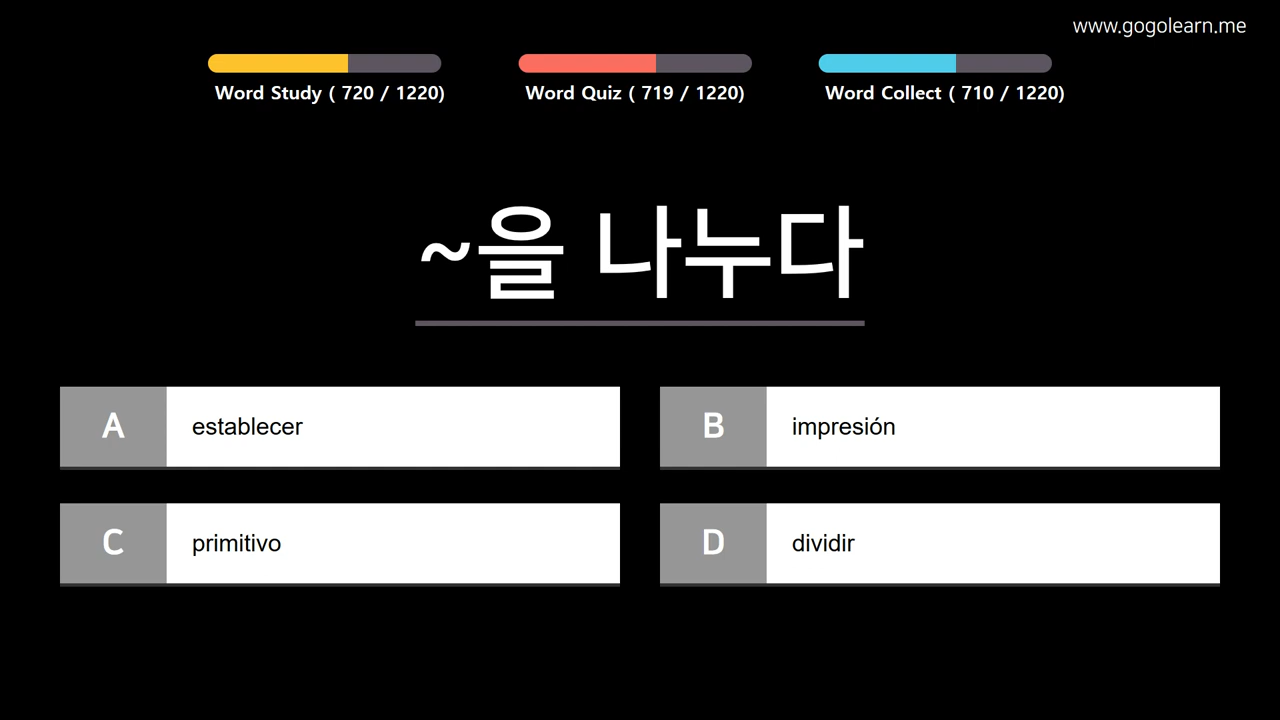 www.gogolearn.me
Word Study ( 720 / 1220)
Word Quiz ( 719 / 1220)
Word Collect ( 710 / 1220)
~을 나누다
A establecer
B impresión
C primitivo
D dividir